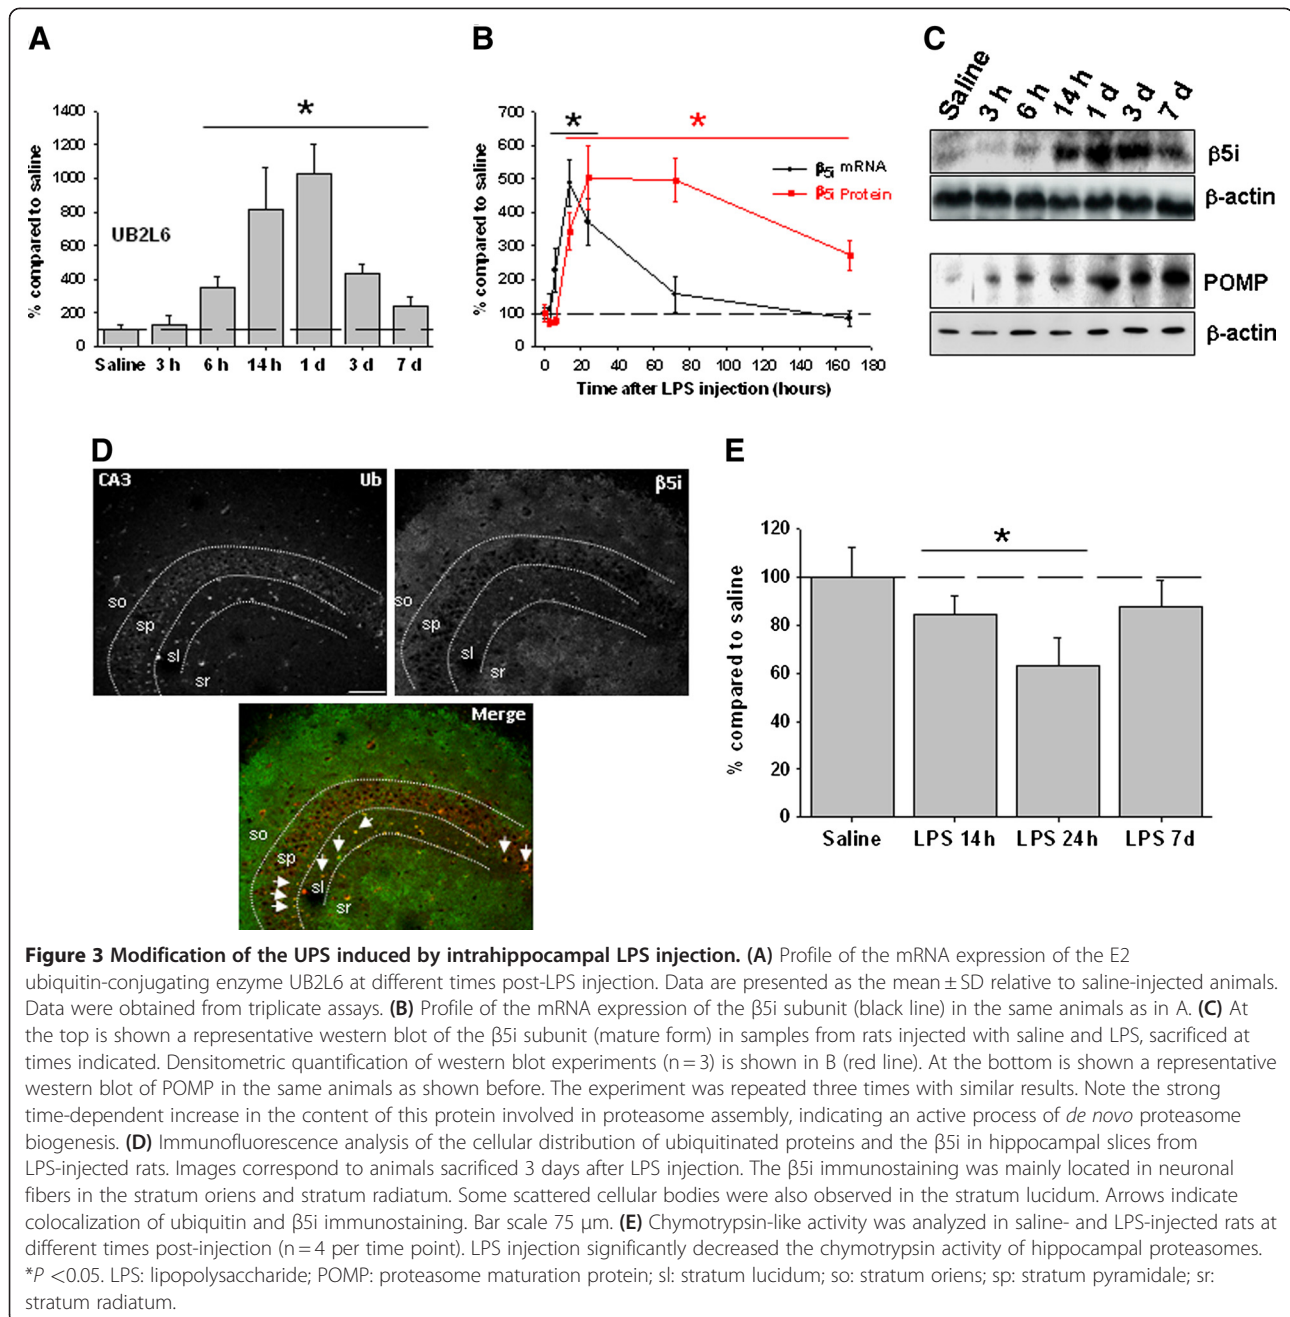 A
1400
1200
1000
800
600
400
200
0
% compared to saline
*
UB2L6
Saline 3 h 6 h 14 h 1 d 3 d 7 d
B
700
600
500
400
300
200
100
0
% compared to saline
* *
β5i mRNA
β5i Protein
0 20 40 60 80 100 120 140 160 180
Time after LPS injection (hours)
C
Saline 3 h 6 h 14 h 1 d 3 d 7 d
β5i
β-actin
POMP
β-actin
D
CA3 Ub
so
sp
sl
sr
β5i
so
sp
sl
sr
Merge
so
sp
sl
sr
E
120
100
80
60
40
20
0
% compared to saline
*
Saline LPS 14h LPS 24h LPS 7d
Figure 3 Modification of the UPS induced by intrahippocampal LPS injection. (A) Profile of the mRNA expression of the E2
ubiquitin-conjugating enzyme UB2L6 at different times post-LPS injection. Data are presented as the mean ± SD relative to saline-injected animals.
Data were obtained from triplicate assays. (B) Profile of the mRNA expression of the β5i subunit (black line) in the same animals as in A. (C) At
the top is shown a representative western blot of the β5i subunit (mature form) in samples from rats injected with saline and LPS, sacrificed at
times indicated. Densitometric quantification of western blot experiments (n = 3) is shown in B (red line). At the bottom is shown a representative
western blot of POMP in the same animals as shown before. The experiment was repeated three times with similar results. Note the strong
time-dependent increase in the content of this protein involved in proteasome assembly, indicating an active process of de novo proteasome
biogenesis. (D) Immunofluorescence analysis of the cellular distribution of ubiquitinated proteins and the β5i in hippocampal slices from
LPS-injected rats. Images correspond to animals sacrificed 3 days after LPS injection. The β5i immunostaining was mainly located in neuronal
fibers in the stratum oriens and stratum radiatum. Some scattered cellular bodies were also observed in the stratum lucidum. Arrows indicate
colocalization of ubiquitin and β5i immunostaining. Bar scale 75 μm. (E) Chymotrypsin-like activity was analyzed in saline- and LPS-injected rats at
different times post-injection (n = 4 per time point). LPS injection significantly decreased the chymotrypsin activity of hippocampal proteasomes.
*P <0.05. LPS: lipopolysaccharide; POMP: proteasome maturation protein; sl: stratum lucidum; so: stratum oriens; sp: stratum pyramidale; sr:
stratum radiatum.